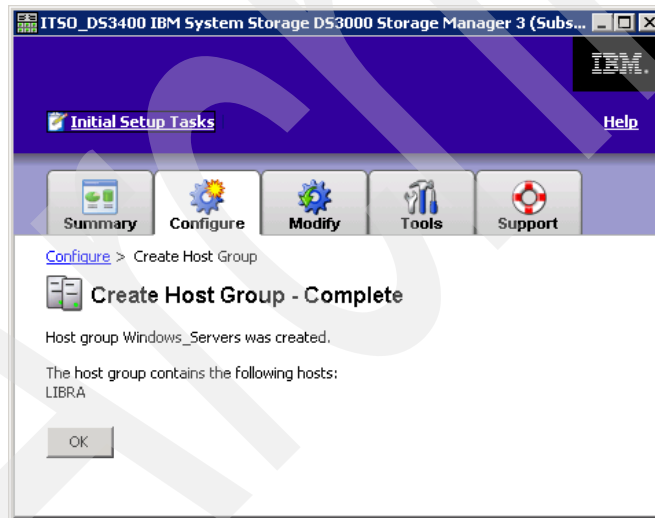 ITSO_DS3400 IBM System Storage DS3000 Storage Manager 3 (Subs...
IBM.
Initial Setup Tasks
Help
Summary
Configure
Modify
Tools
Support
Configure > Create Host Group
Create Host Group - Complete
Host group Windows_Servers was created.
The host group contains the following hosts:
LIBRA
OK